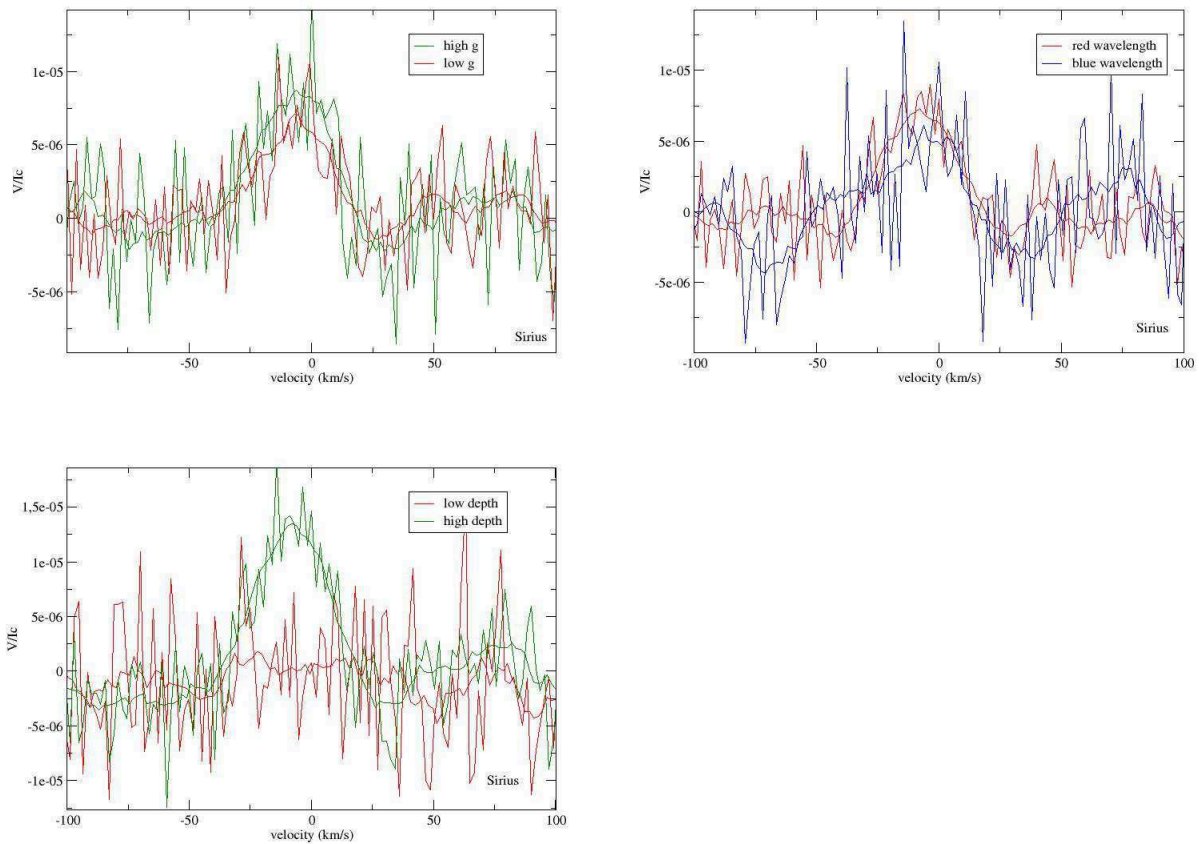 high g
low g
1e-05
5e-06
0
-5e-06
V/Ic
Sirius
-50
0
50
velocity (km/s)
red wavelength
blue wavelength
1e-05
5e-06
0
-5e-06
V/Ic
Sirius
-100
-50
0
50
100
velocity (km/s)
low depth
high depth
1,5e-05
1e-05
5e-06
0
-5e-06
-1e-05
V/Ic
Sirius
-100
-50
0
50
100
velocity (km/s)